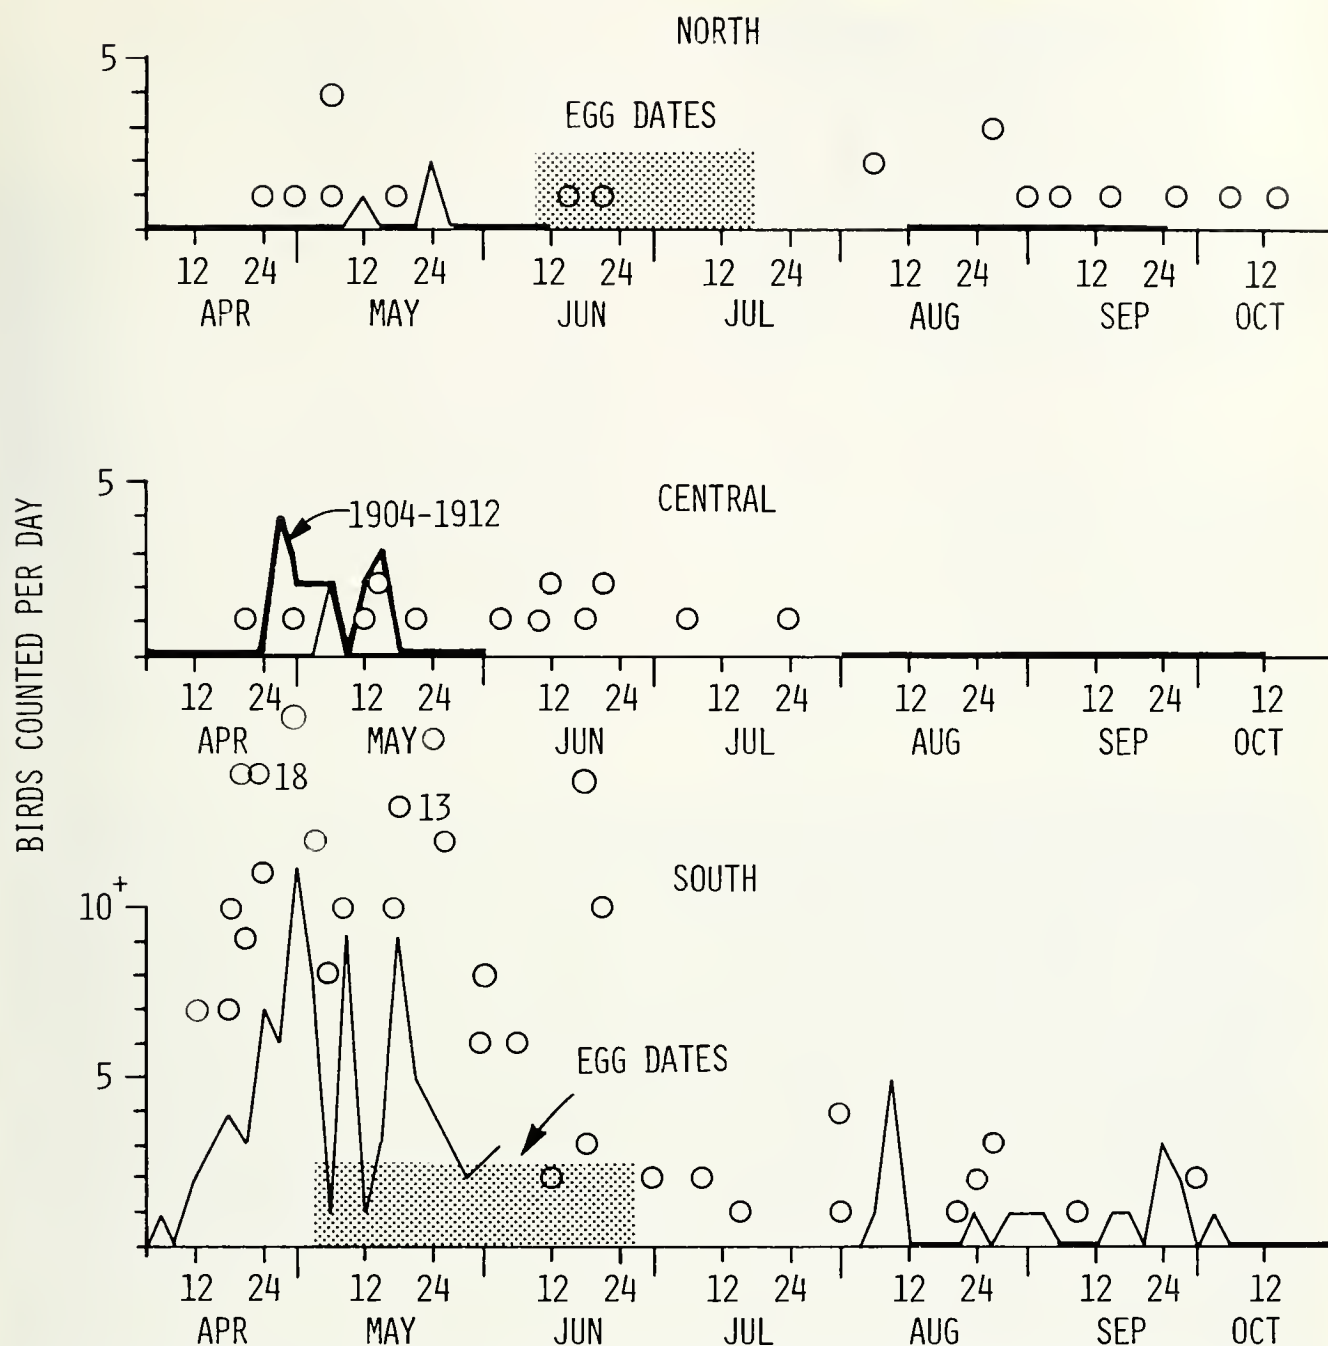 NORTH
5
EGG DATES
12 24 12 24 12 24 12 24 12 24 12 24 12
APR MAY JUN JUL AUG SEP OCT
BIRDS COUNTED PER DAY
5
CENTRAL
1904-1912
12 24 12 24 12 24 12 24 12 24 12 24 12
APR MAY JUN JUL AUG SEP OCT
18
13
SOUTH
10+
5
EGG DATES
12 24 12 24 12 24 12 24 12 24 12 24 12
APR MAY JUN JUL AUG SEP OCT